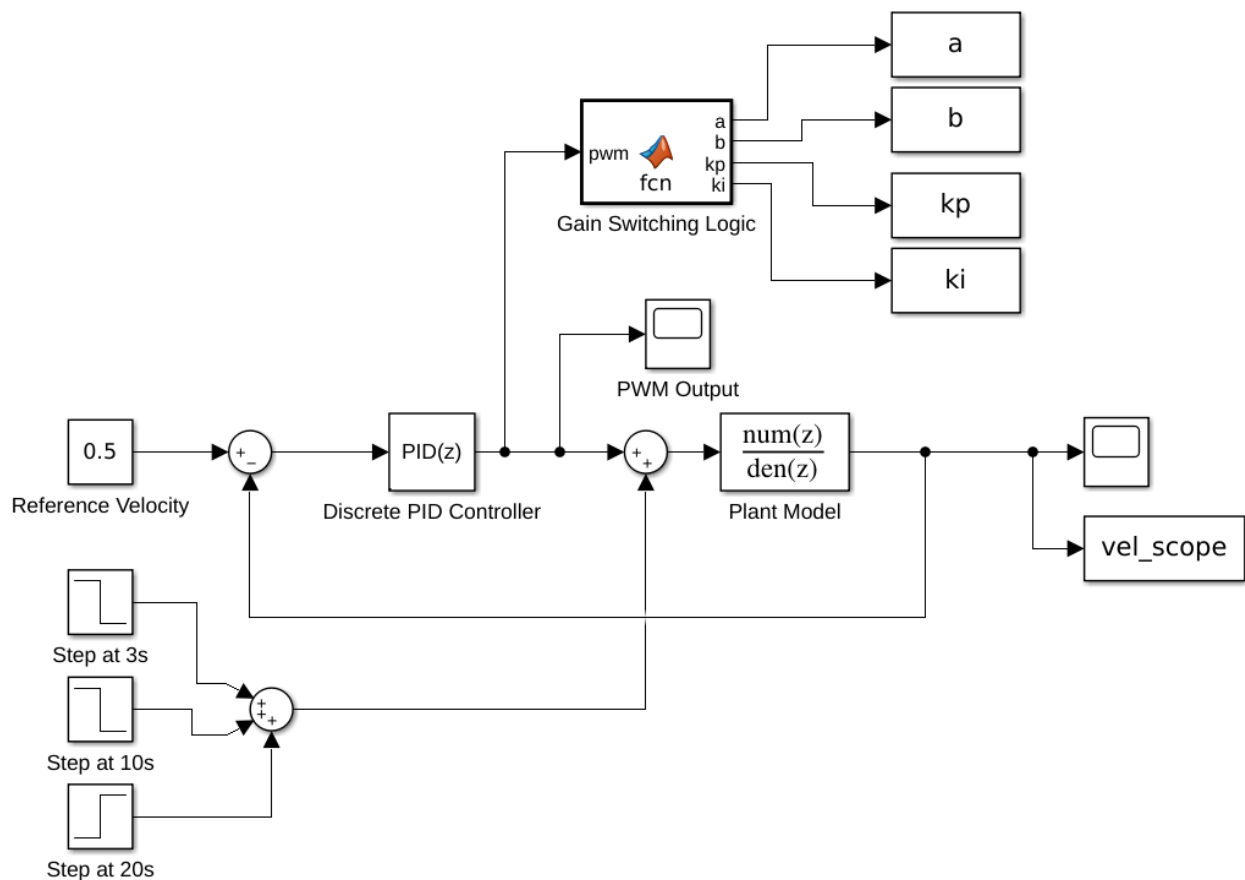 a
b
kp
ki
pwm
fcn
a
b
kp
ki
Gain Switching Logic
PWM Output
0.5
Reference Velocity
+
−
PID(z)
Discrete PID Controller
+
+
num(z)
den(z)
Plant Model
vel_scope
Step at 3s
Step at 10s
Step at 20s
+
+
+